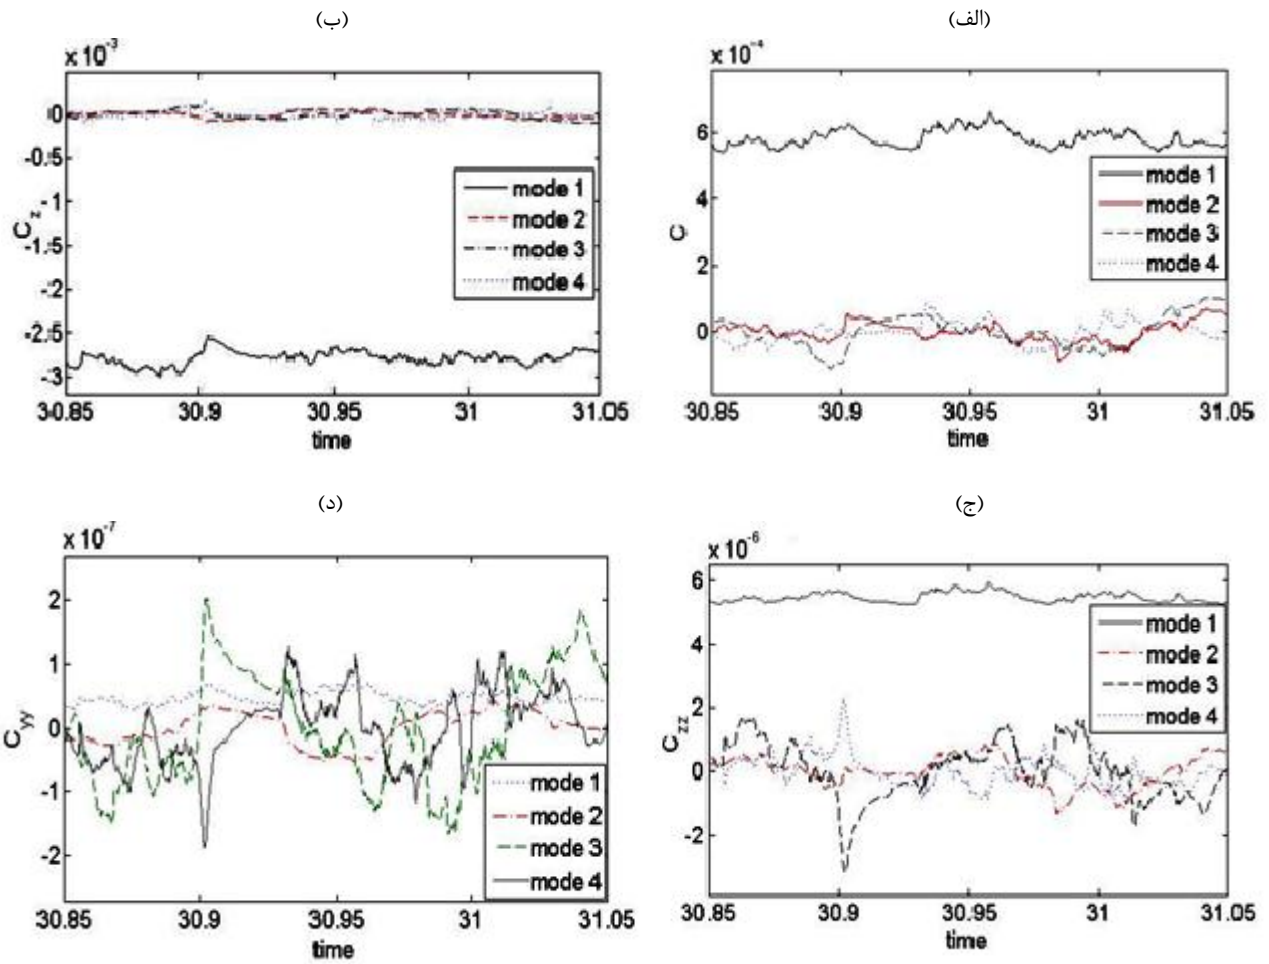 (الف)
x 10⁻⁴
6
4
2
0
C
30.85 30.9 30.95 31 31.05
time
mode 1
mode 2
mode 3
mode 4
(ب)
x 10⁻³
0
-0.5
-1
-1.5
-2
-2.5
-3
C_z
30.85 30.9 30.95 31 31.05
time
mode 1
mode 2
mode 3
mode 4
(ج)
x 10⁻⁶
6
4
2
0
-2
C_zz
30.85 30.9 30.95 31 31.05
time
mode 1
mode 2
mode 3
mode 4
(د)
x 10⁻⁷
2
1
0
-1
-2
C_yy
30.85 30.9 30.95 31 31.05
time
mode 1
mode 2
mode 3
mode 4